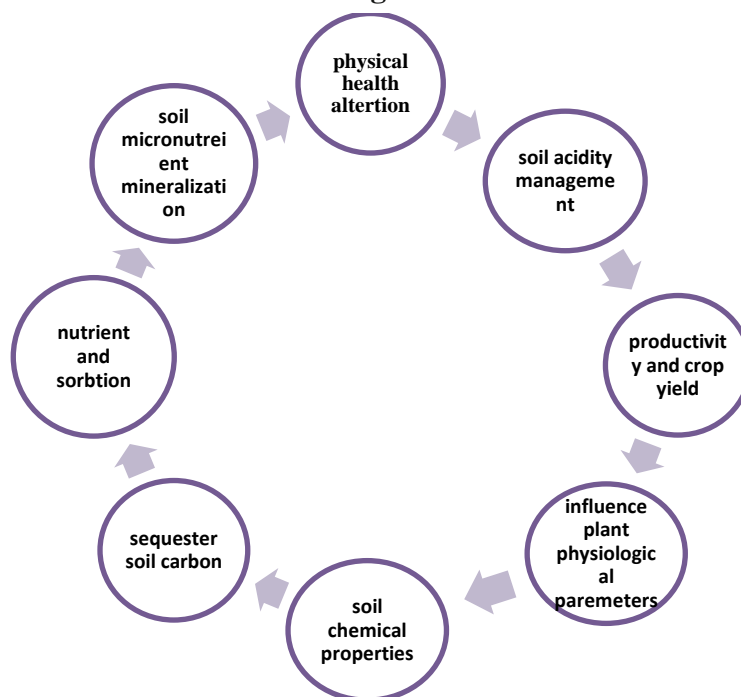 physical
health
altertion
soil acidity
manageme
nt
productivit
y and crop
yield
influence
plant
physiologic
al
paremeters
soil
chemical
properties
sequester
soil carbon
nutrient
and
sorbtion
soil
micronutrei
ent
mineralizati
on